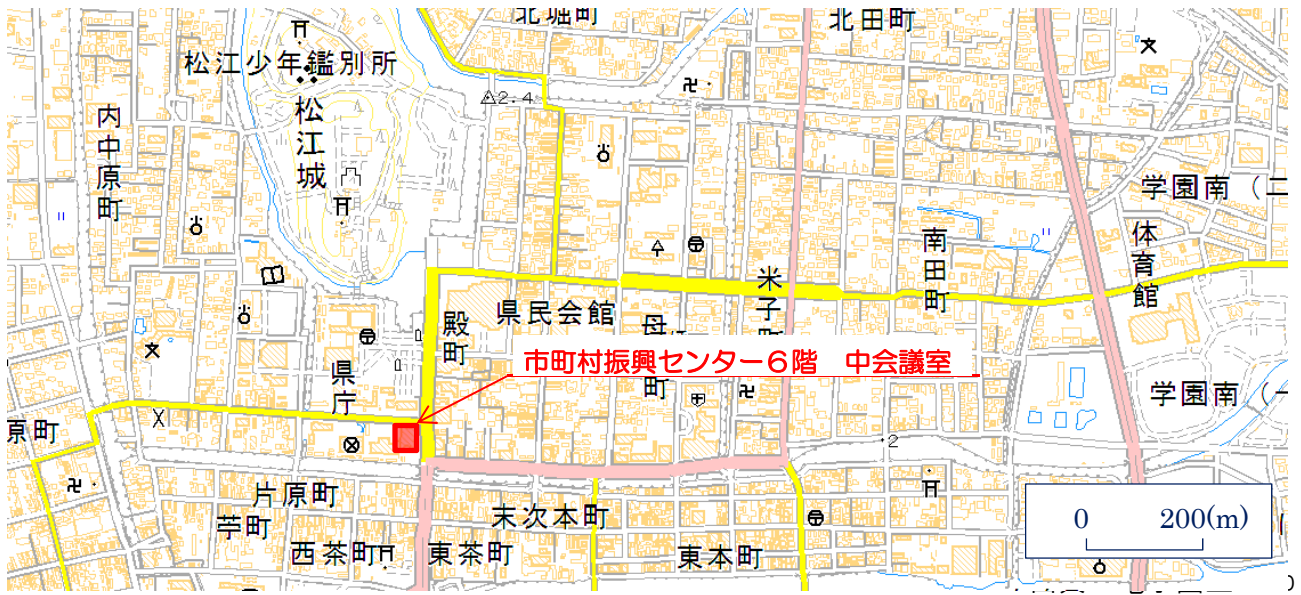 北堀町
北田町
松江少年鑑別所
2.4
松江城
内中原町
学園南(二
体育館
南田町
米子町
県民会館
殿町
母
町
市町村振興センター6階 中会議室
県庁
学園南(一
原町
2
片原町
苧町
末次本町
西茶町
東茶町
東本町
0 200(m)